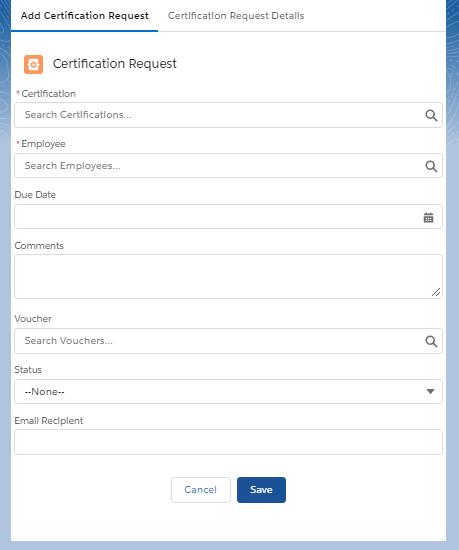 Add Certification Request Certification Request Details
Certification Request
* Certification
Search Certifications...
* Employee
Search Employees...
Due Date
Comments
Voucher
Search Vouchers...
Status
--None--
Email Recipient
Cancel Save